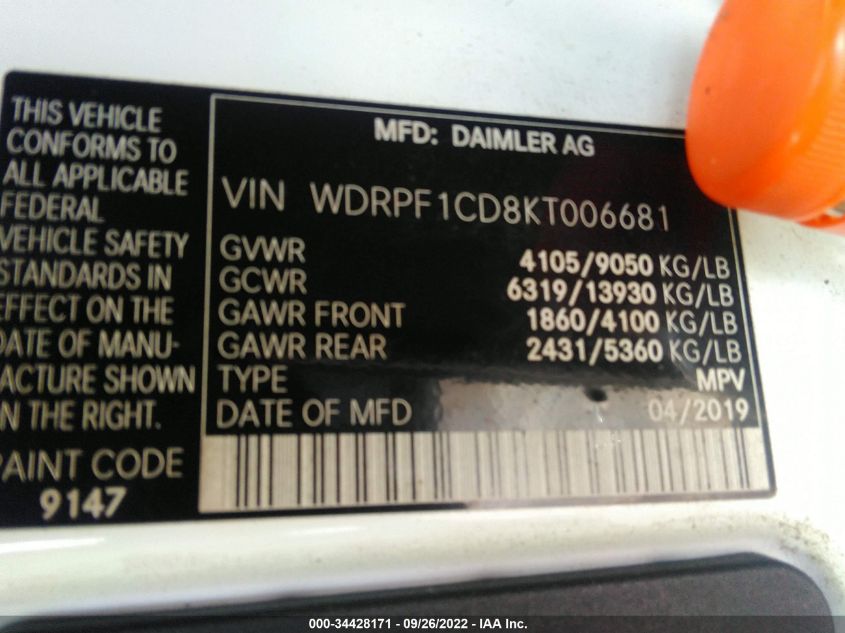 THIS VEHICLE
CONFORMS TO
ALL APPLICABLE
FEDERAL
VEHICLE SAFETY
STANDARDS IN
EFFECT ON THE
DATE OF MANU-
FACTURE SHOWN
IN THE RIGHT.
PAINT CODE
9147
MFD: DAIMLER AG
VIN WDRPF1CD8KT006681
GVWR 4105/9050 KG/LB
GCWR 6319/13930 KG/LB
GAWR FRONT 1860/4100 KG/LB
GAWR REAR 2431/5360 KG/LB
TYPE MPV
DATE OF MFD 04/2019
000-34428171 - 09/26/2022 - IAA Inc.